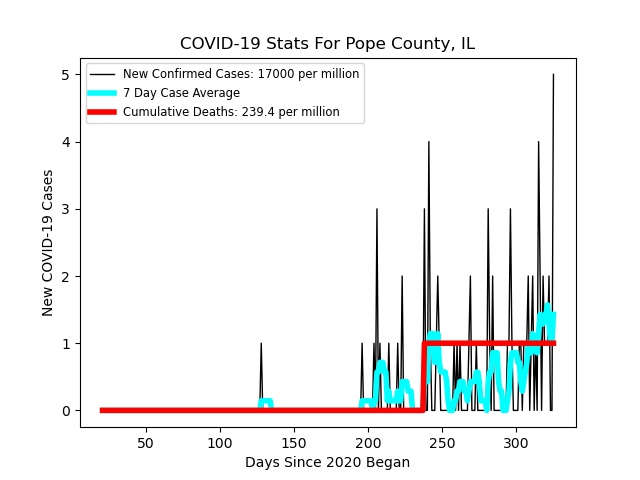 COVID-19 Stats For Pope County, IL
New Confirmed Cases: 17000 per million
7 Day Case Average
Cumulative Deaths: 239.4 per million
New COVID-19 Cases
5
4
3
2
1
0
50 100 150 200 250 300
Days Since 2020 Began